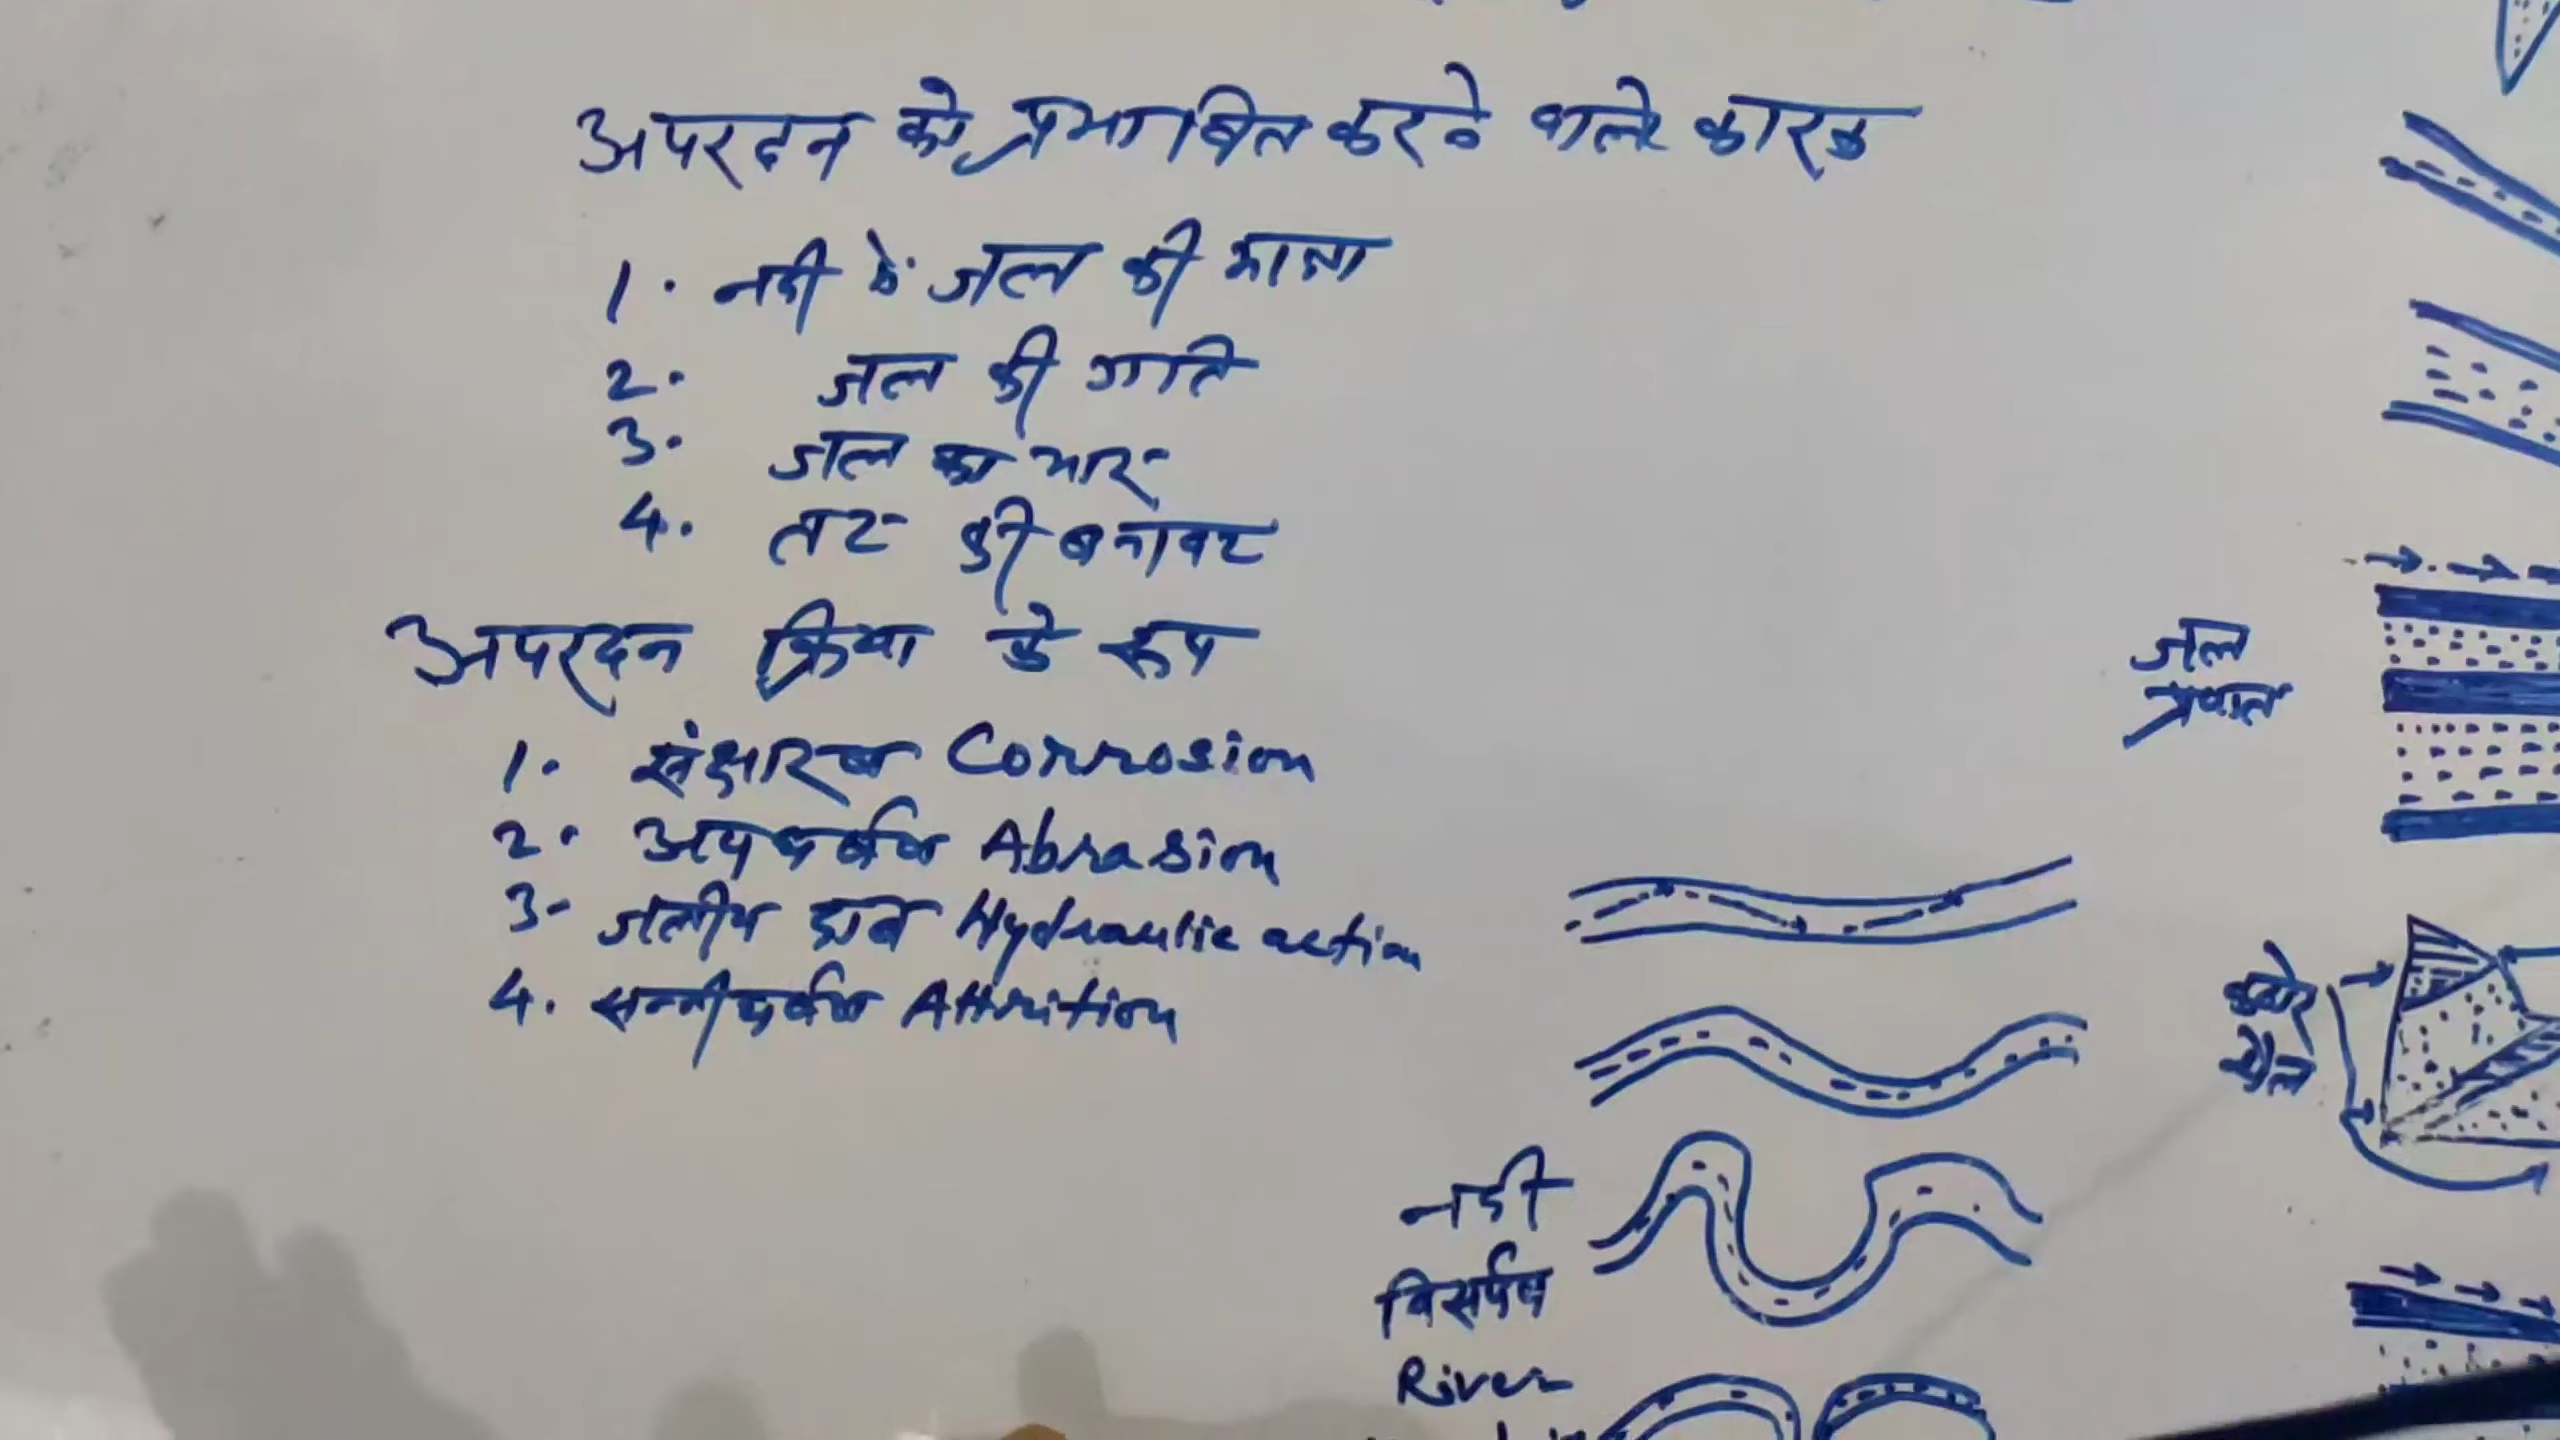 अपरदन को प्रभावित करने वाले कारक
1. नदी के जल की मात्रा
2. जल की गति
3. जल का भार
4. तट की बनावट
अपरदन क्रिया के रूप
1. संक्षारण Corrosion
2. अपघर्षण Abrasion
3- जलीय दाब Hydraulic action
4. सन्नीघर्षण Attrition
जल
प्रपात
कठोर
शैल
नदी
विसर्पण
River